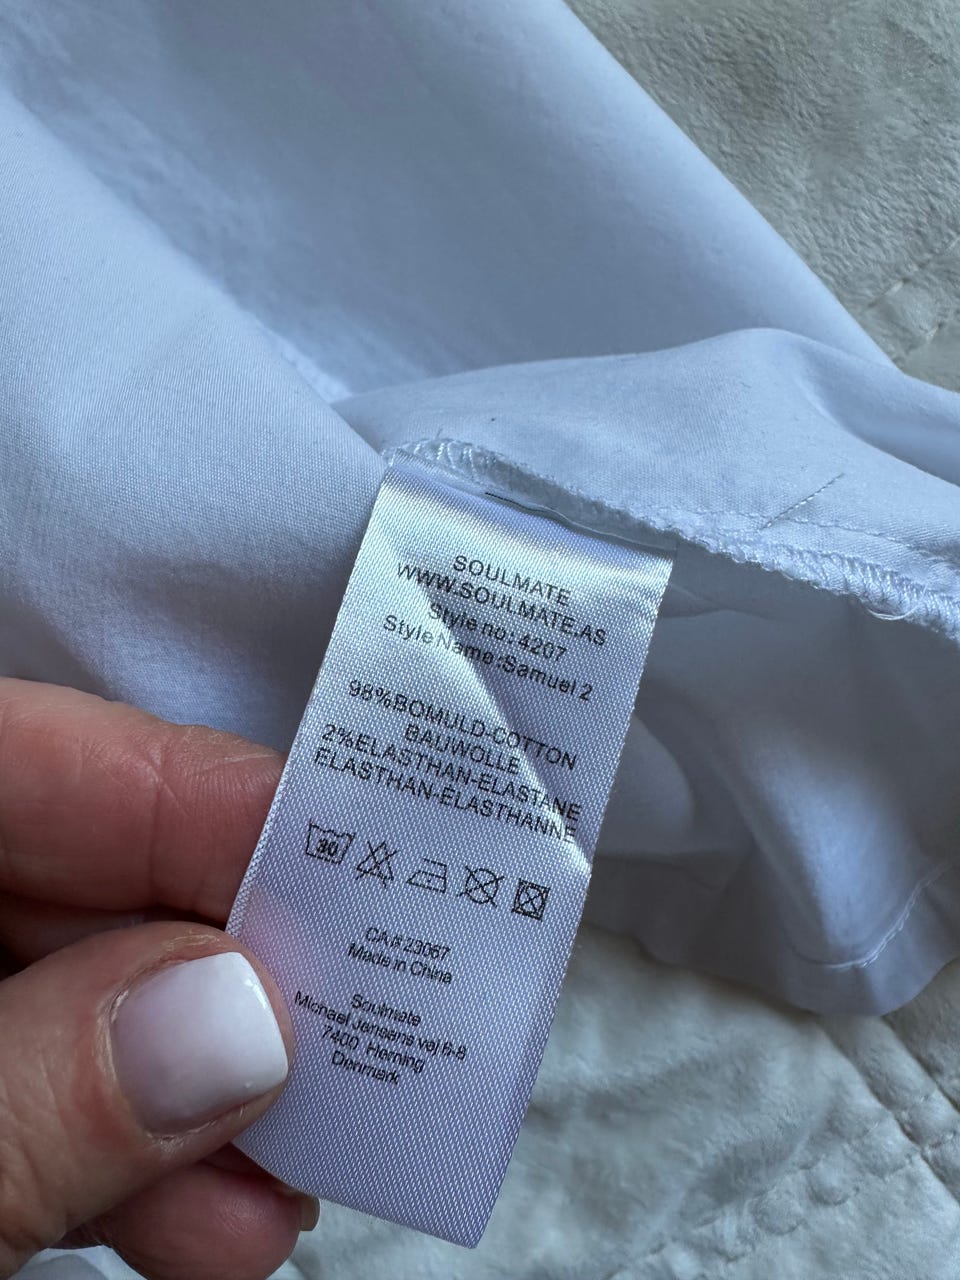 SOULMATE
WWW.SOULMATE.AS
Style no: 4207
Style Name:Samuel 2
98%BOMULD-COTTON
BAUWOLLE
2%ELASTHAN-ELASTANE
ELASTHAN-ELASTHANNE
30
CA# 23067
Made in China
Soulmate
Michael Jensens vej 6-8
7400 Herning
Denmark